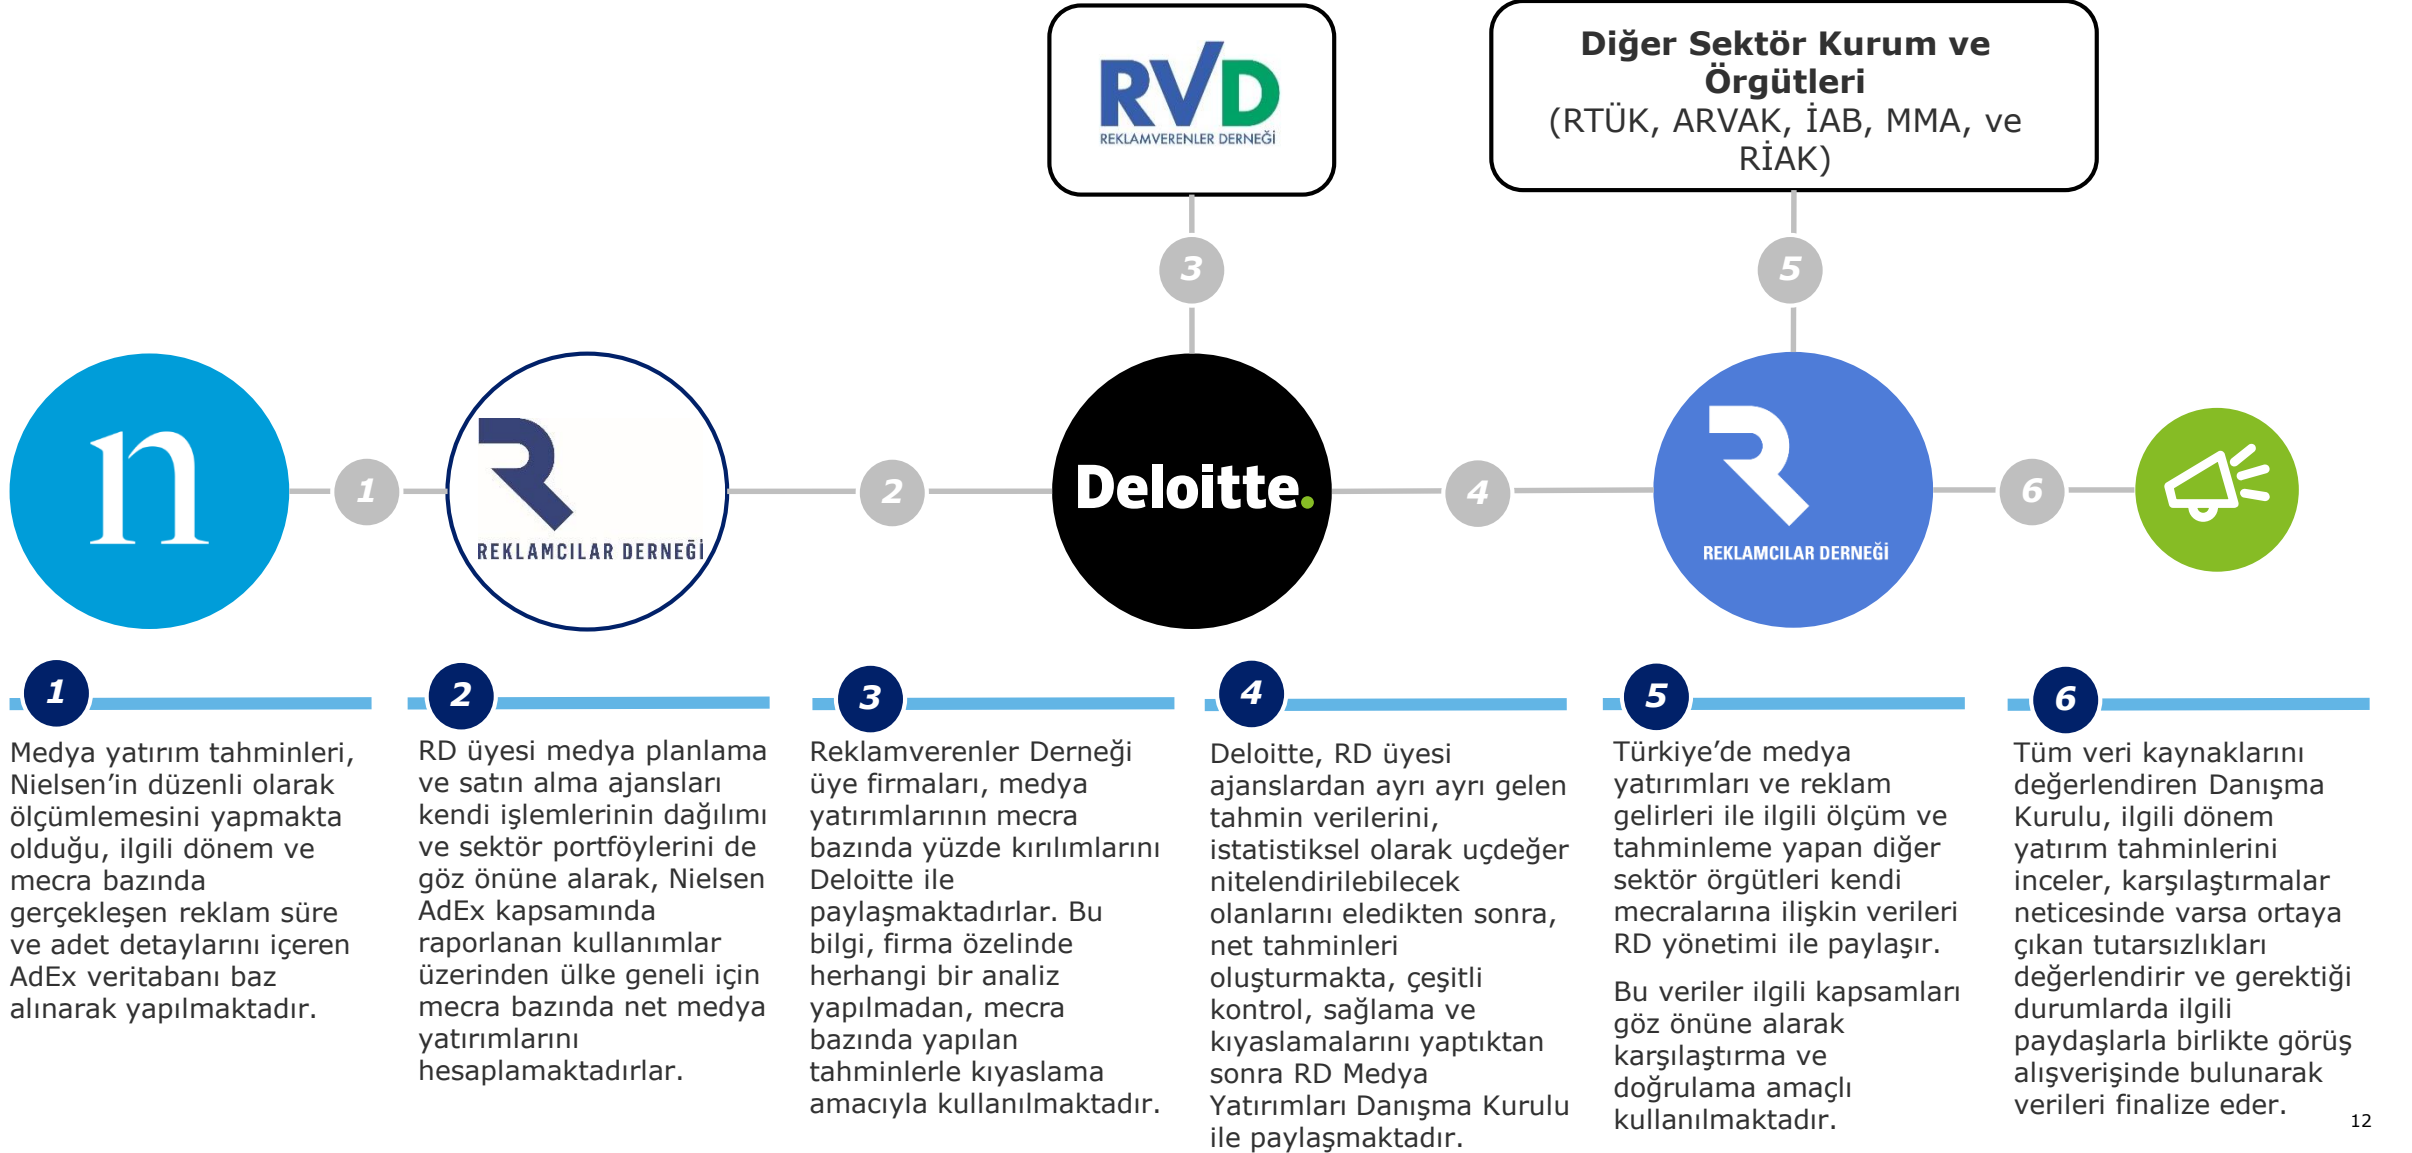 RVD
REKLAMVERENLER DERNEĞİ
Diğer Sektör Kurum ve
Örgütleri
(RTÜK, ARVAK, İAB, MMA, ve
RİAK)
3
5
n
1
REKLAMCILAR DERNEĞİ
2
Deloitte.
4
REKLAMCILAR DERNEĞİ
6
1
Medya yatırım tahminleri,
Nielsen’in düzenli olarak
ölçümlemesini yapmakta
olduğu, ilgili dönem ve
mecra bazında
gerçekleşen reklam süre
ve adet detaylarını içeren
AdEx veritabanı baz
alınarak yapılmaktadır.
2
RD üyesi medya planlama
ve satın alma ajansları
kendi işlemlerinin dağılımı
ve sektör portföylerini de
göz önüne alarak, Nielsen
AdEx kapsamında
raporlanan kullanımlar
üzerinden ülke geneli için
mecra bazında net medya
yatırımlarını
hesaplamaktadırlar.
3
Reklamverenler Derneği
üye firmaları, medya
yatırımlarının mecra
bazında yüzde kırılımlarını
Deloitte ile
paylaşmaktadırlar. Bu
bilgi, firma özelinde
herhangi bir analiz
yapılmadan, mecra
bazında yapılan
tahminlerle kıyaslama
amacıyla kullanılmaktadır.
4
Deloitte, RD üyesi
ajanslardan ayrı ayrı gelen
tahmin verilerini,
istatistiksel olarak uçdeğer
nitelendirilebilecek
olanlarını eledikten sonra,
net tahminleri
oluşturmakta, çeşitli
kontrol, sağlama ve
kıyaslamalarını yaptıktan
sonra RD Medya
Yatırımları Danışma Kurulu
ile paylaşmaktadır.
5
Türkiye’de medya
yatırımları ve reklam
gelirleri ile ilgili ölçüm ve
tahminleme yapan diğer
sektör örgütleri kendi
mecralarına ilişkin verileri
RD yönetimi ile paylaşır.
Bu veriler ilgili kapsamları
göz önüne alarak
karşılaştırma ve
doğrulama amaçlı
kullanılmaktadır.
6
Tüm veri kaynaklarını
değerlendiren Danışma
Kurulu, ilgili dönem
yatırım tahminlerini
inceler, karşılaştırmalar
neticesinde varsa ortaya
çıkan tutarsızlıkları
değerlendirir ve gerektiği
durumlarda ilgili
paydaşlarla birlikte görüş
alışverişinde bulunarak
verileri finalize eder.
12